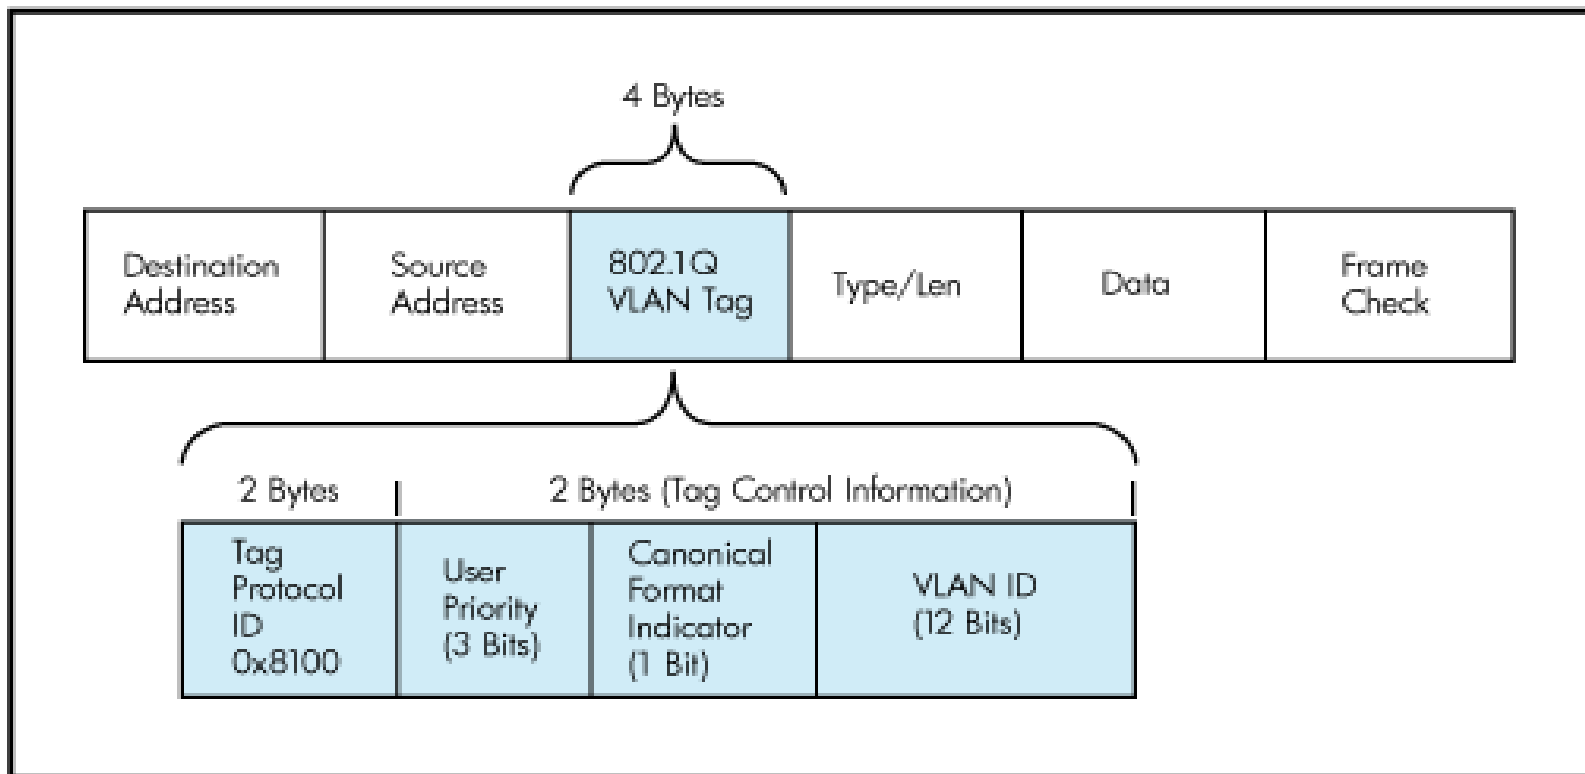 4 Bytes
Destination
Address
Source
Address
802.1Q
VLAN Tag
Type/Len
Data
Frame
Check
2 Bytes
2 Bytes (Tag Control Information)
Tag
Protocol
ID
0x8100
User
Priority
(3 Bits)
Canonical
Format
Indicator
(1 Bit)
VLAN ID
(12 Bits)